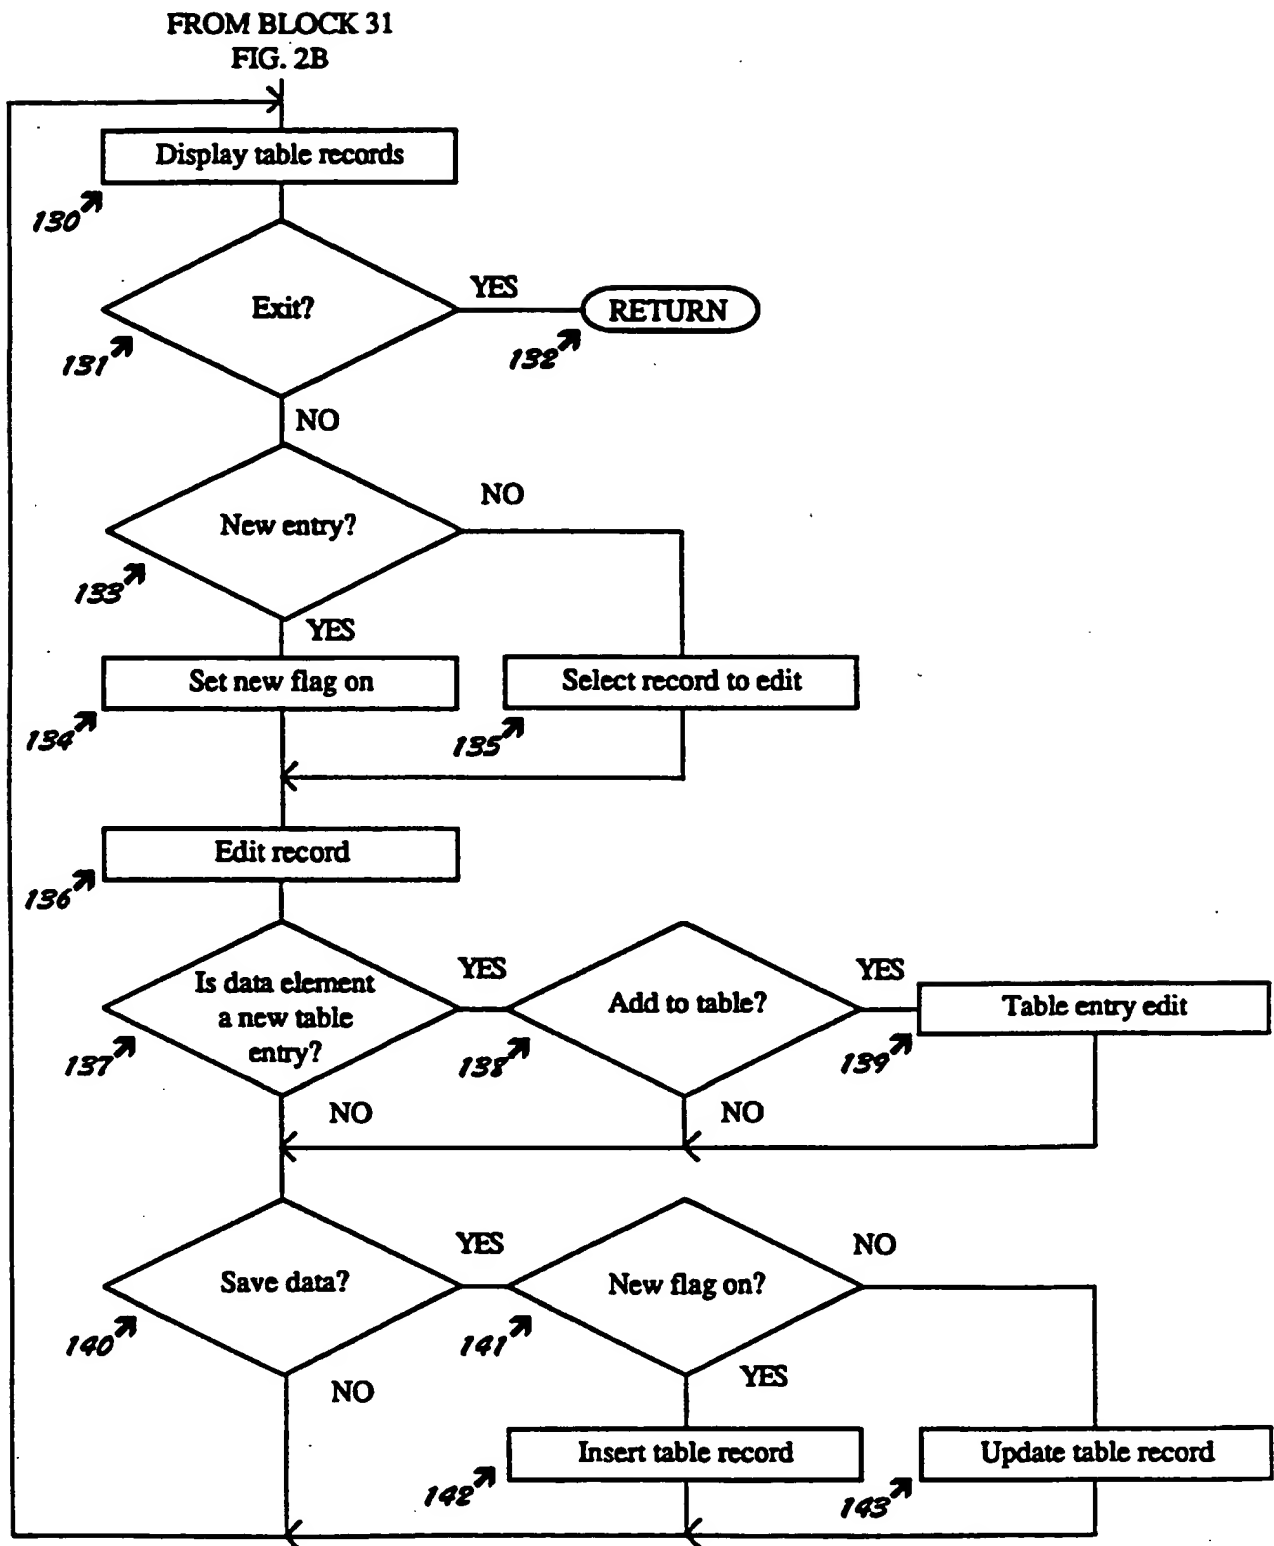 FROM BLOCK 31
FIG. 2B
Display table records
130
Exit?
YES
RETURN
131
132
NO
New entry?
NO
133
YES
Set new flag on
Select record to edit
134
135
Edit record
136
Is data element
a new table
entry?
YES
Add to table?
YES
Table entry edit
137
138
139
NO
NO
Save data?
YES
New flag on?
NO
140
141
NO
YES
Insert table record
Update table record
142
143